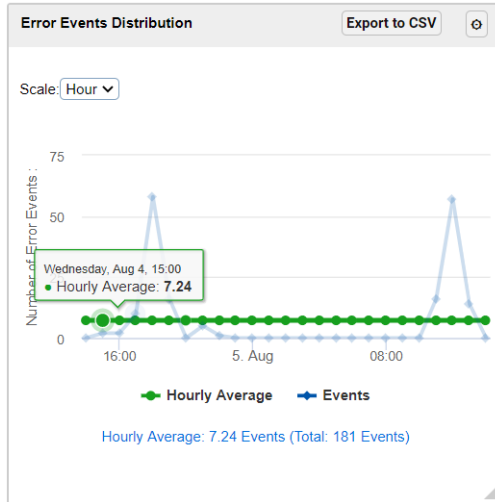 Error Events Distribution
Export to CSV
Scale: Hour
Number of Error Events :
75
50
0
Wednesday, Aug 4, 15:00
Hourly Average: 7.24
16:00
5. Aug
08:00
Hourly Average
Events
Hourly Average: 7.24 Events (Total: 181 Events)